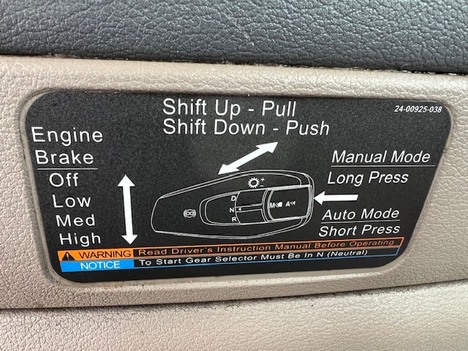 Shift Up - Pull
Shift Down - Push
24-00925-038
Engine
Brake
Off
Low
Med
High
D
N
R
Manual Mode
Long Press
Auto Mode
Short Press
WARNING Read Driver's Instruction Manual Before Operating
NOTICE To Start Gear Selector Must Be In N (Neutral)